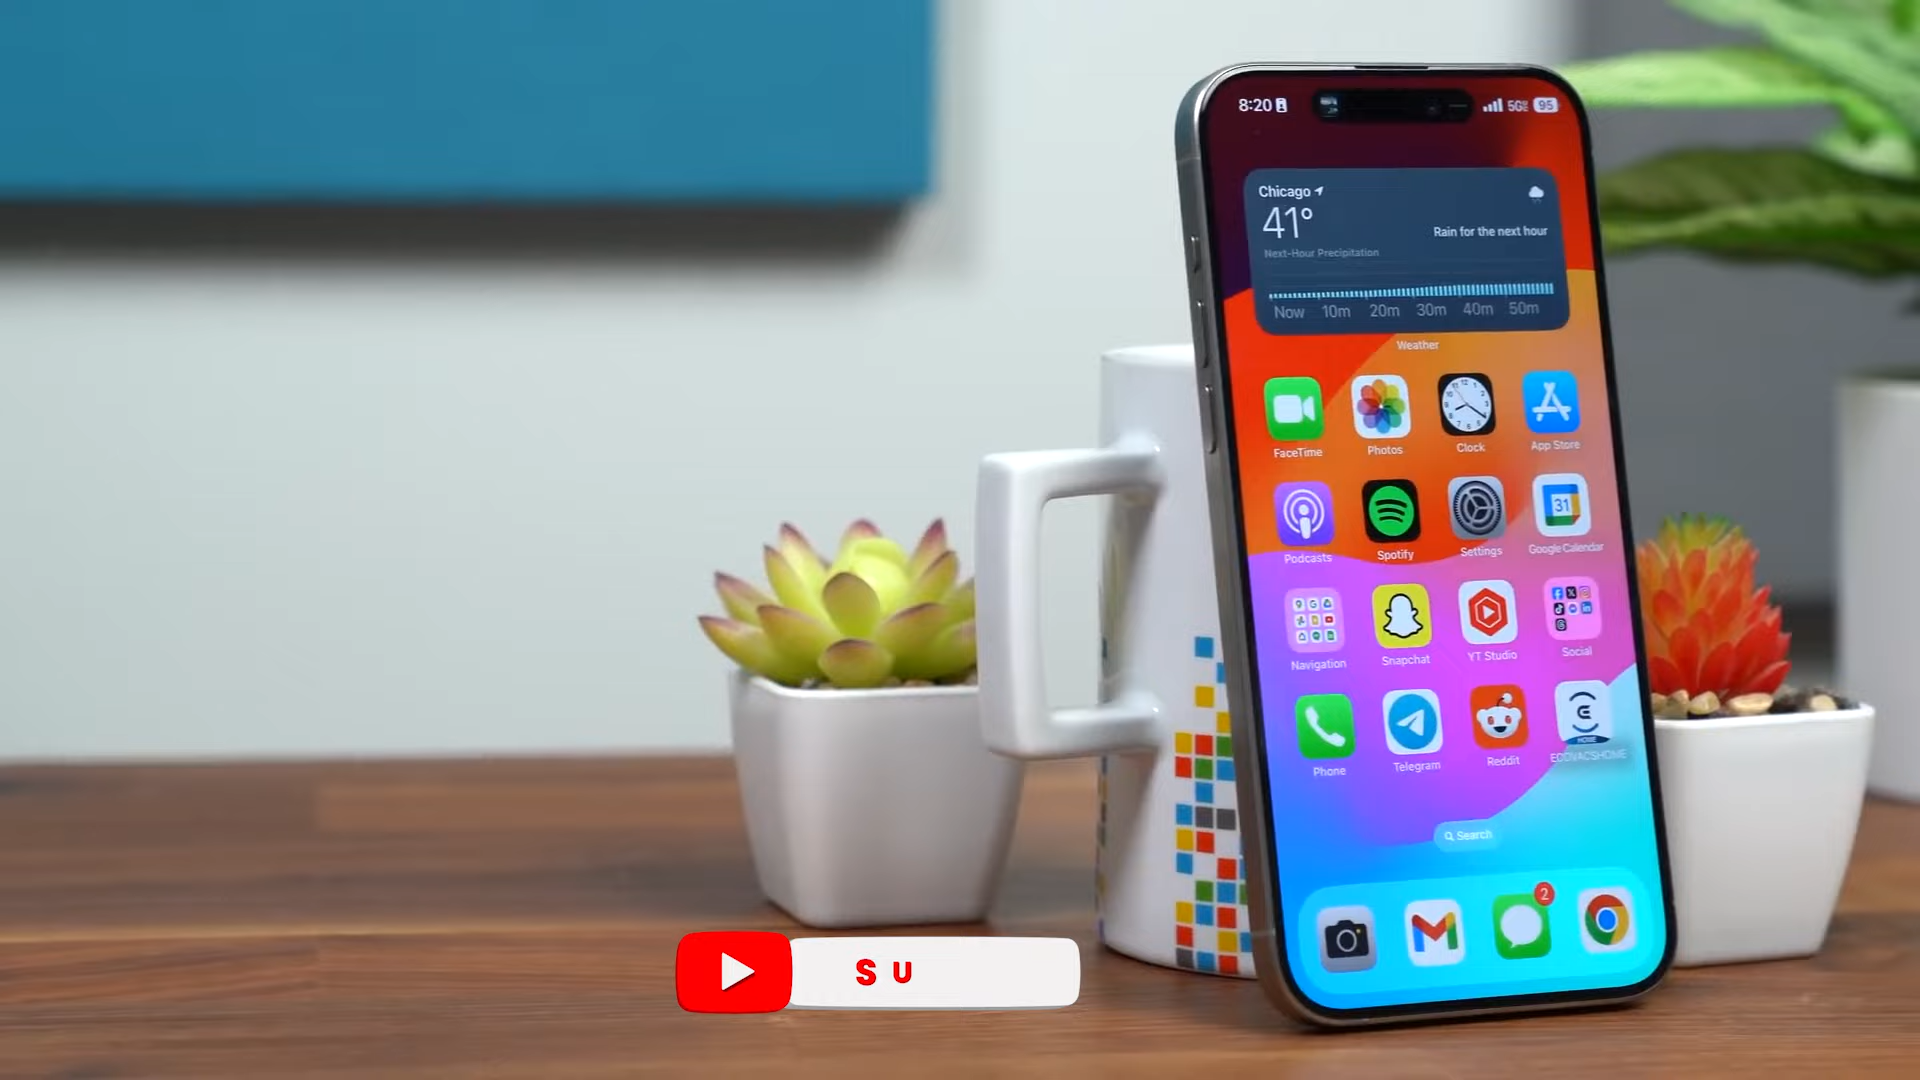 8:20
5G
95
Chicago
41°
Rain for the next hour
Next-Hour Precipitation
Now 10m 20m 30m 40m 50m
Weather
FaceTime Photos Clock App Store
31
Podcasts Spotify Settings Google Calendar
Navigation Snapchat YT Studio Social
HOME
Phone Telegram Reddit ECOVACSHOME
Search
2
S U